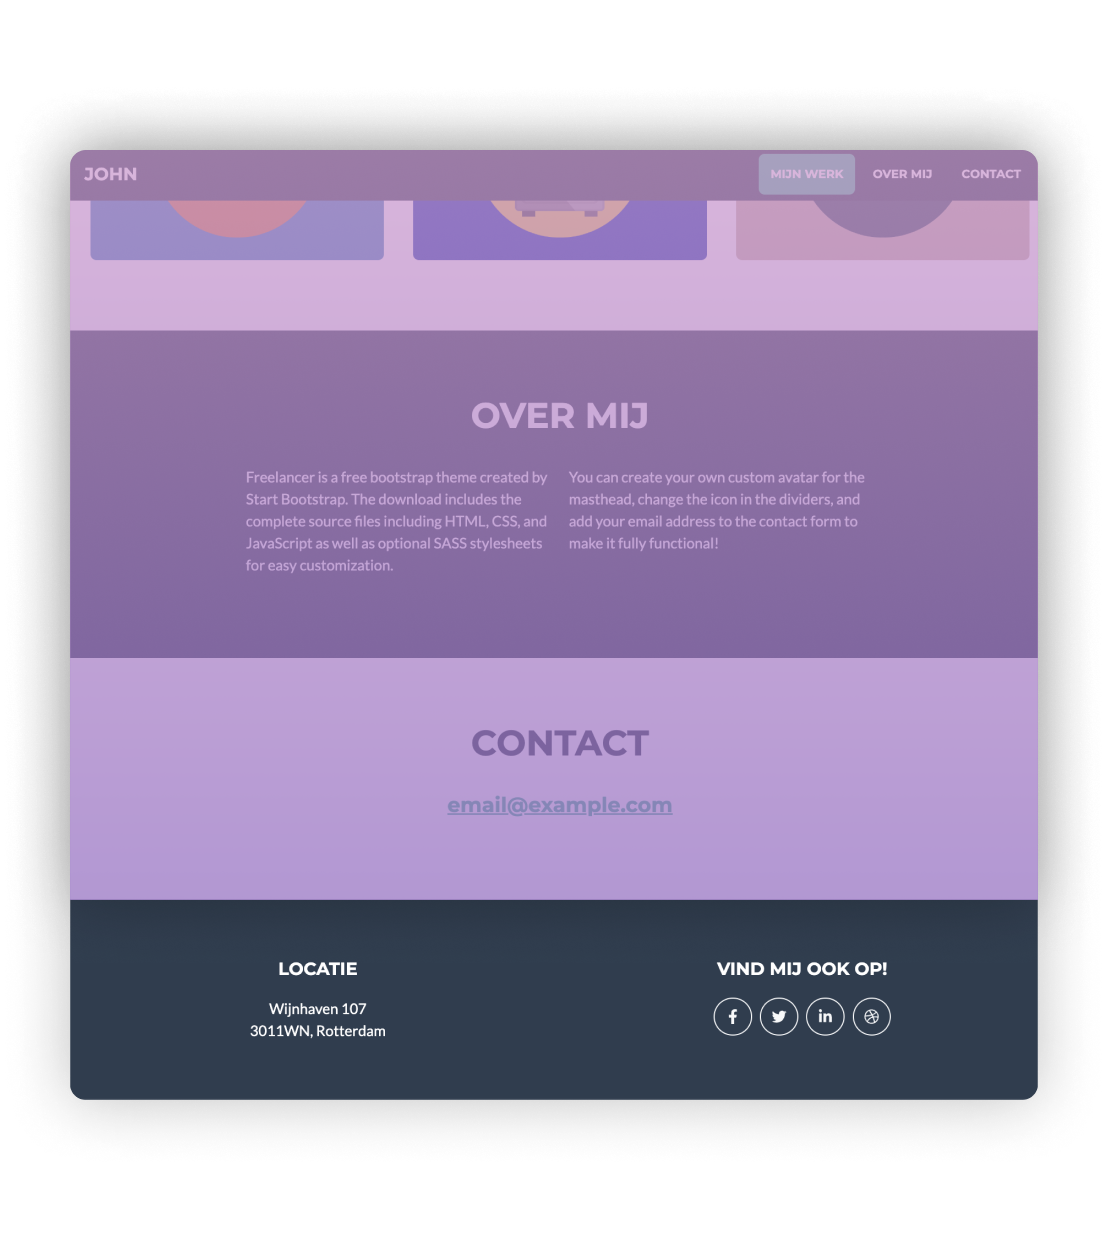 JOHN
MIJN WERK
OVER MIJ
CONTACT
OVER MIJ
Freelancer is a free bootstrap theme created by
Start Bootstrap. The download includes the
complete source files including HTML, CSS, and
JavaScript as well as optional SASS stylesheets
for easy customization.
You can create your own custom avatar for the
masthead, change the icon in the dividers, and
add your email address to the contact form to
make it fully functional!
CONTACT
email@example.com
LOCATIE
Wijnhaven 107
3011WN, Rotterdam
VIND MIJ OOK OP!